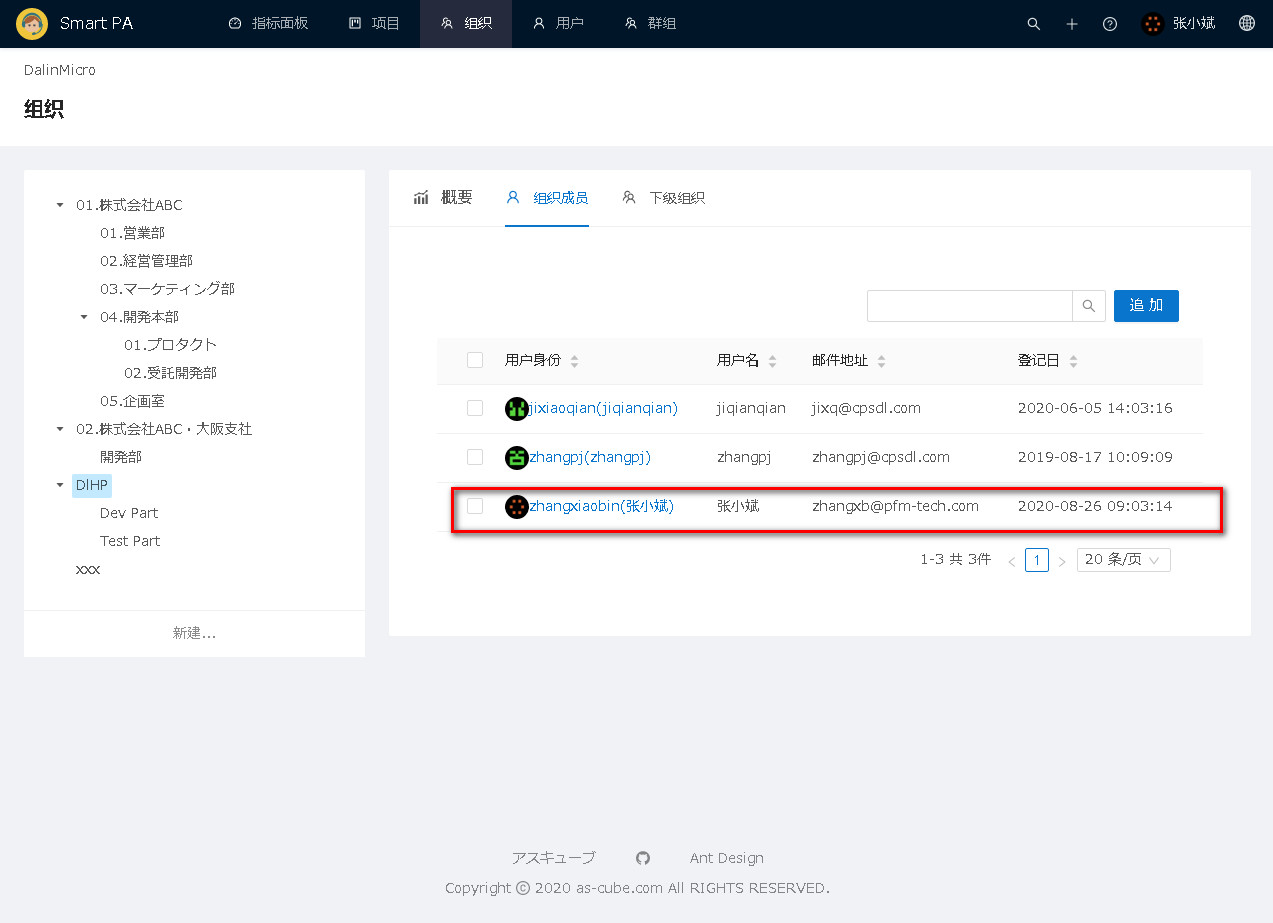 Smart PA 指标面板 项目 组织 用户 群组 张小斌
DalinMicro
组织
01.株式会社ABC
01.営業部
02.経営管理部
03.マーケティング部
04.開発本部
01.プロタクト
02.受託開発部
05.企画室
02.株式会社ABC・大阪支社
開発部
DlHP
Dev Part
Test Part
xxx
新建...
概要 组织成员 下级组织
追 加
用户身份 用户名 邮件地址 登记日
jixiaoqian(jiqianqian) jiqianqian jixq@cpsdl.com 2020-06-05 14:03:16
zhangpj(zhangpj) zhangpj zhangpj@cpsdl.com 2019-08-17 10:09:09
zhangxiaobin(张小斌) 张小斌 zhangxb@pfm-tech.com 2020-08-26 09:03:14
1-3 共 3件 < 1 > 20 条/页
アスキューブ Ant Design
Copyright © 2020 as-cube.com All RIGHTS RESERVED.